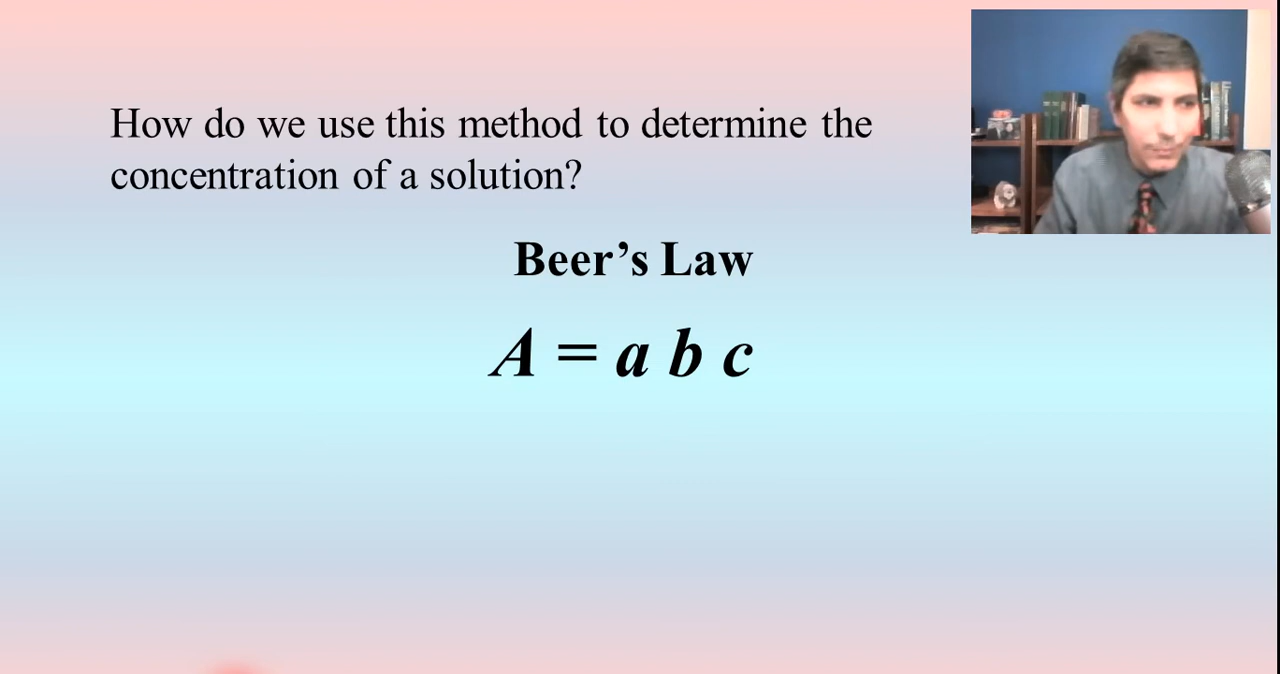 How do we use this method to determine the
concentration of a solution?
Beer’s Law
A = a b c